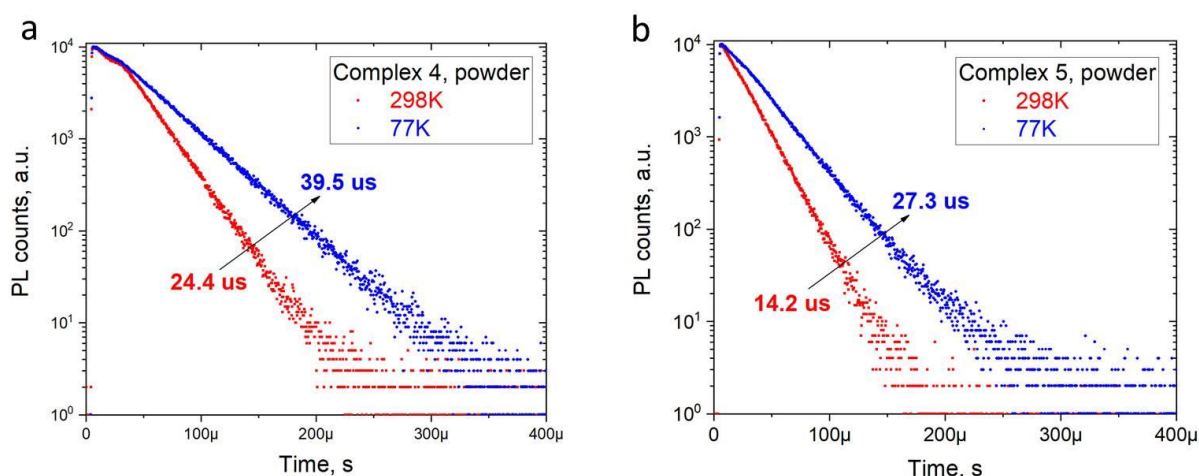 a
PL counts, a.u.
10⁴
10³
10²
10¹
10⁰
Complex 4, powder
298K
77K
39.5 us
24.4 us
0
100µ
200µ
300µ
400µ
Time, s
b
PL counts, a.u.
10⁴
10³
10²
10¹
10⁰
Complex 5, powder
298K
77K
27.3 us
14.2 us
0
100µ
200µ
300µ
400µ
Time, s